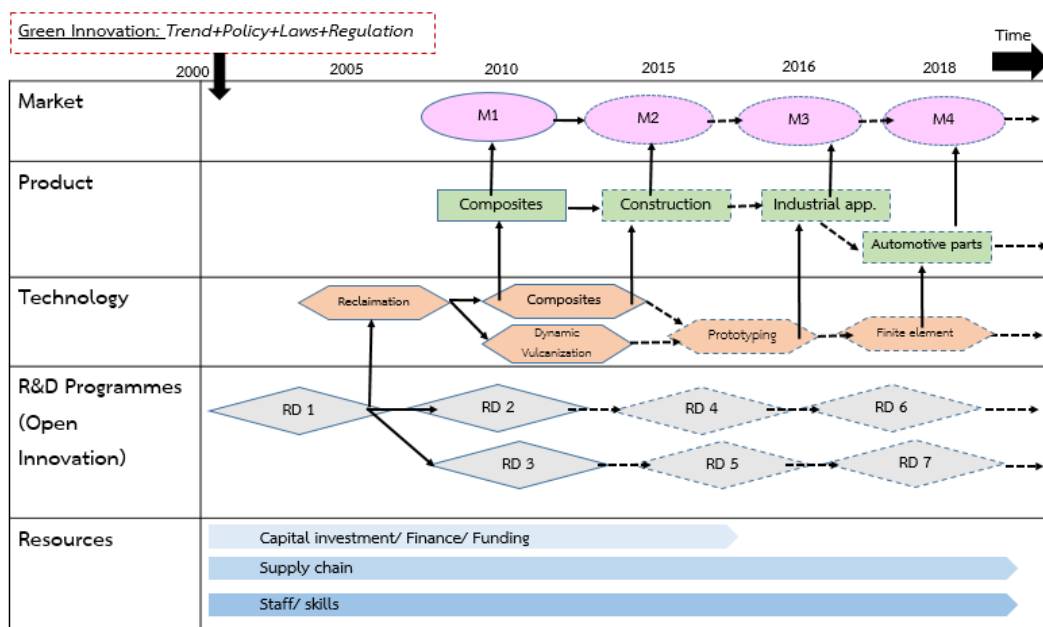 Green Innovation: Trend+Policy+Laws+Regulation
Time
2000 2005 2010 2015 2016 2018
Market
M1 M2 M3 M4
Product
Composites Construction Industrial app.
Automotive parts
Technology
Reclaimation Composites
Dynamic
Vulcanization
Prototyping Finite element
R&D Programmes
(Open
Innovation)
RD 1 RD 2 RD 4 RD 6
RD 3 RD 5 RD 7
Resources
Capital investment/ Finance/ Funding
Supply chain
Staff/ skills